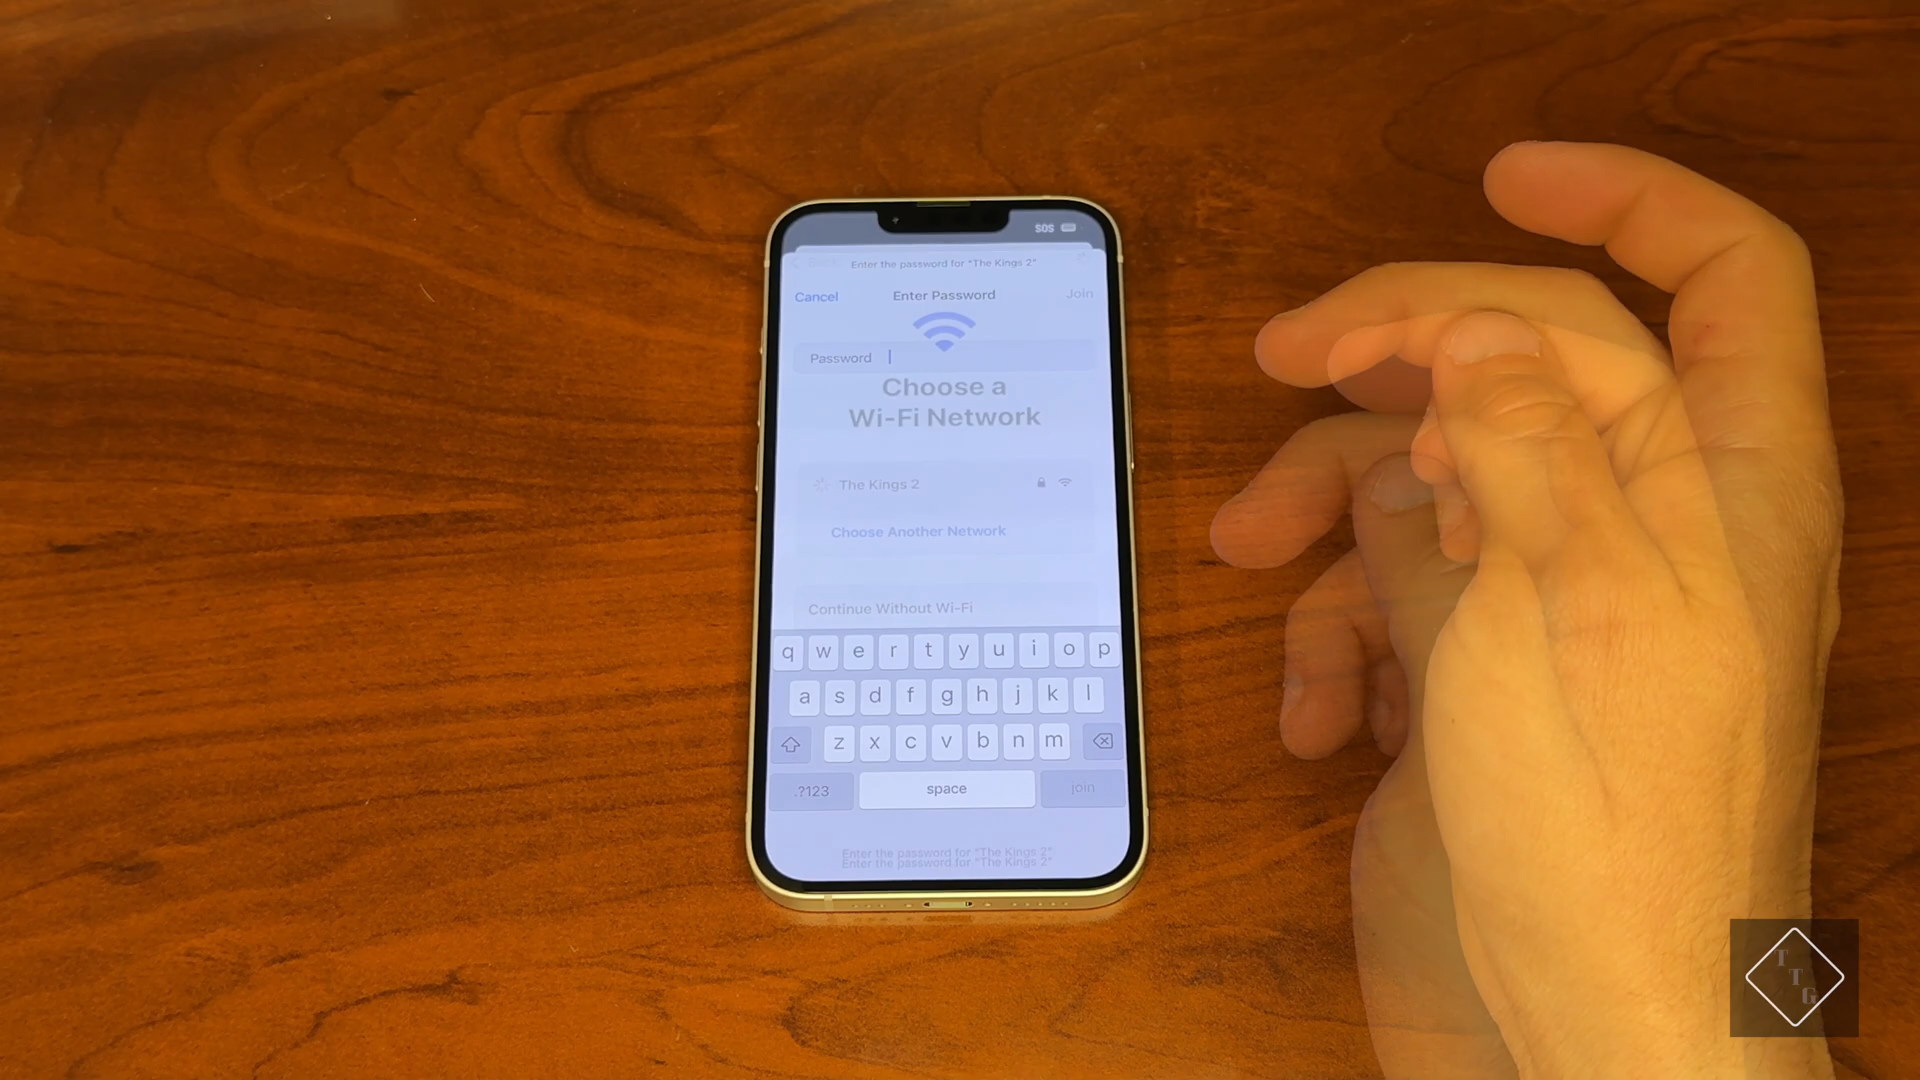 SOS
Enter the password for "The Kings 2"
Cancel Enter Password Join
Password
Choose a
Wi-Fi Network
The Kings 2
Choose Another Network
Continue Without Wi-Fi
q w e r t y u i o p
a s d f g h j k l
z x c v b n m
.?123 space join
Enter the password for "The Kings 2"
Enter the password for "The Kings 2"
T
T
G